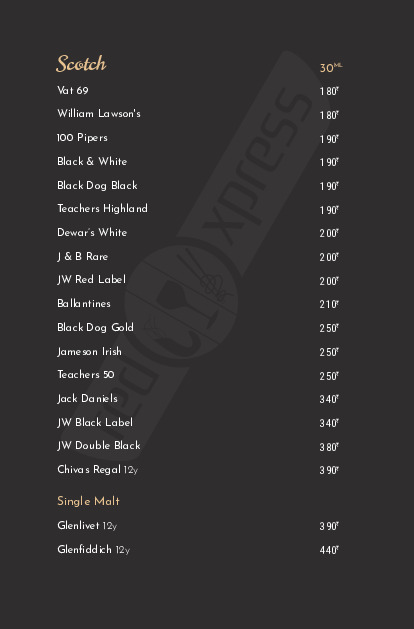 Scotch 30ML
Vat 69 180₹
William Lawson's 180₹
100 Pipers 190₹
Black & White 190₹
Black Dog Black 190₹
Teachers Highland 190₹
Dewar's White 200₹
J & B Rare 200₹
JW Red Label 200₹
Ballantines 210₹
Black Dog Gold 250₹
Jameson Irish 250₹
Teachers 50 250₹
Jack Daniels 340₹
JW Black Label 340₹
JW Double Black 380₹
Chivas Regal 12y 390₹
Single Malt
Glenlivet 12y 390₹
Glenfiddich 12y 440₹
red xpress